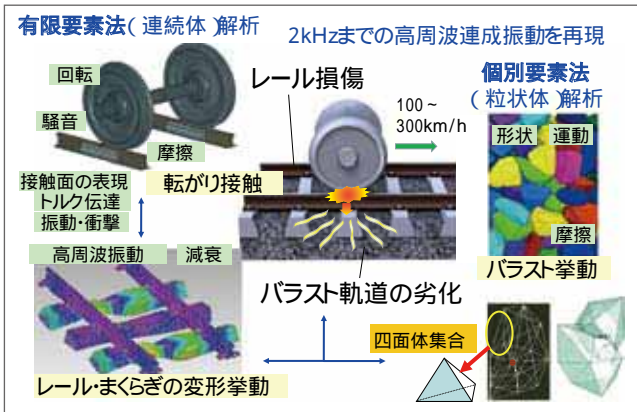 有限要素法(連続体)解析
2kHzまでの高周波連成振動を再現
回転
レール損傷
個別要素法
(粒状体)解析
100~
300km/h
騒音
形状
運動
摩擦
接触面の表現
トルク伝達
振動・衝撃
転がり接触
摩擦
高周波振動
減衰
バラスト挙動
バラスト軌道の劣化
四面体集合
レール・まくらぎの変形挙動